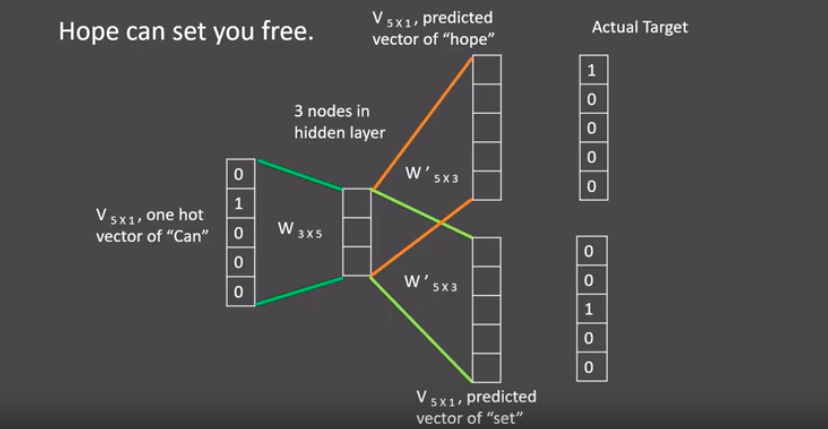 Hope can set you free.
V 5X1, predicted
vector of “hope”
Actual Target
3 nodes in
hidden layer
V 5X1, one hot
vector of “Can”
0
1
0
0
0
W 3X5
W’ 5X3
W’ 5X3
1
0
0
0
0
0
0
1
0
0
V 5X1, predicted
vector of “set”